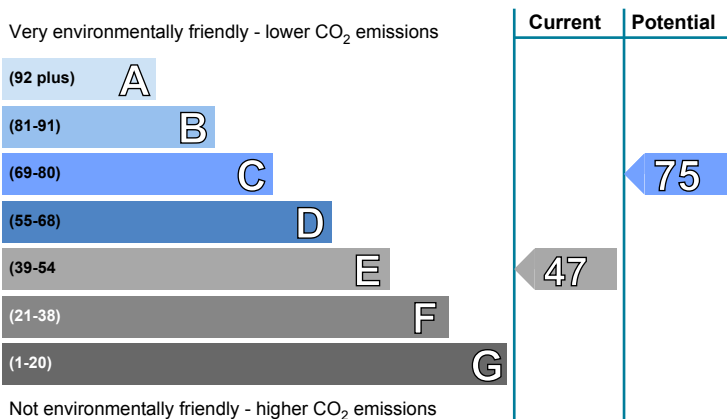 Current Potential
Very environmentally friendly - lower CO2 emissions
(92 plus) A
(81-91) B
(69-80) C 75
(55-68) D
(39-54 E 47
(21-38) F
(1-20) G
Not environmentally friendly - higher CO2 emissions